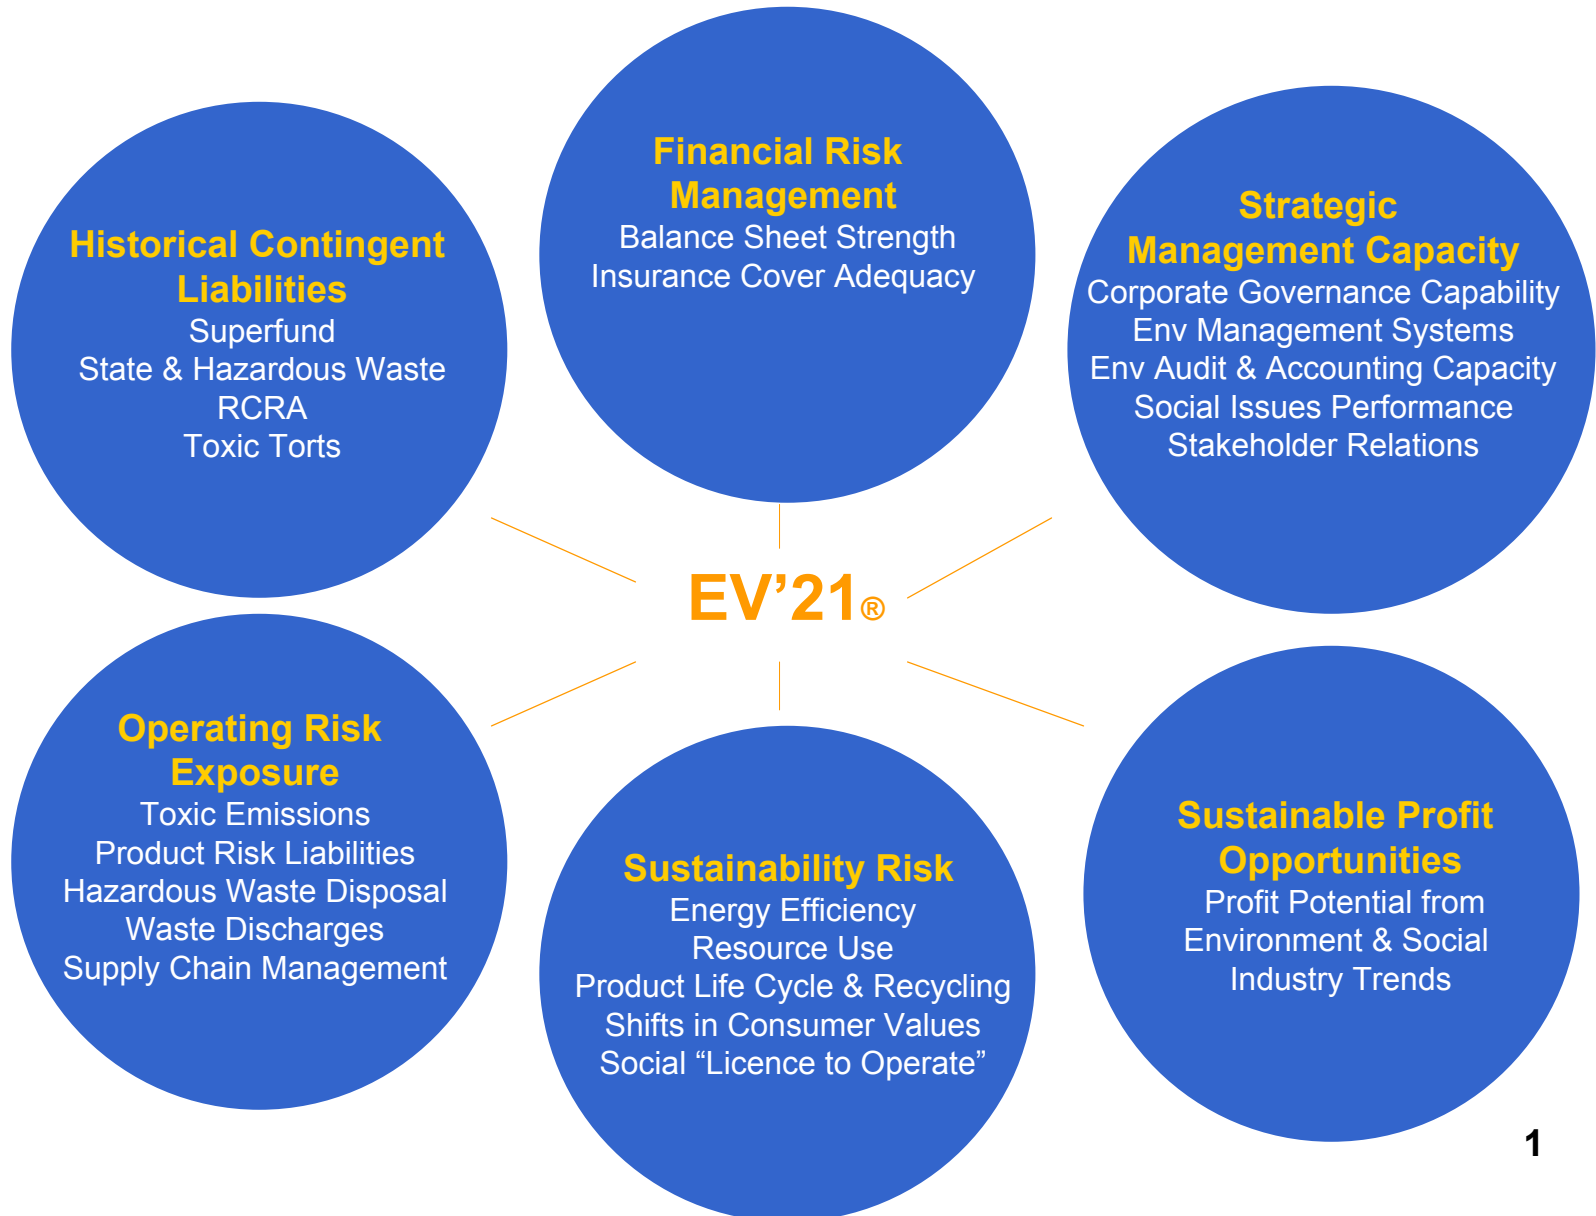 Financial Risk
Management
Balance Sheet Strength
Insurance Cover Adequacy
Historical Contingent
Liabilities
Superfund
State & Hazardous Waste
RCRA
Toxic Torts
Strategic
Management Capacity
Corporate Governance Capability
Env Management Systems
Env Audit & Accounting Capacity
Social Issues Performance
Stakeholder Relations
EV’21®
Operating Risk
Exposure
Toxic Emissions
Product Risk Liabilities
Hazardous Waste Disposal
Waste Discharges
Supply Chain Management
Sustainability Risk
Energy Efficiency
Resource Use
Product Life Cycle & Recycling
Shifts in Consumer Values
Social “Licence to Operate”
Sustainable Profit
Opportunities
Profit Potential from
Environment & Social
Industry Trends
1